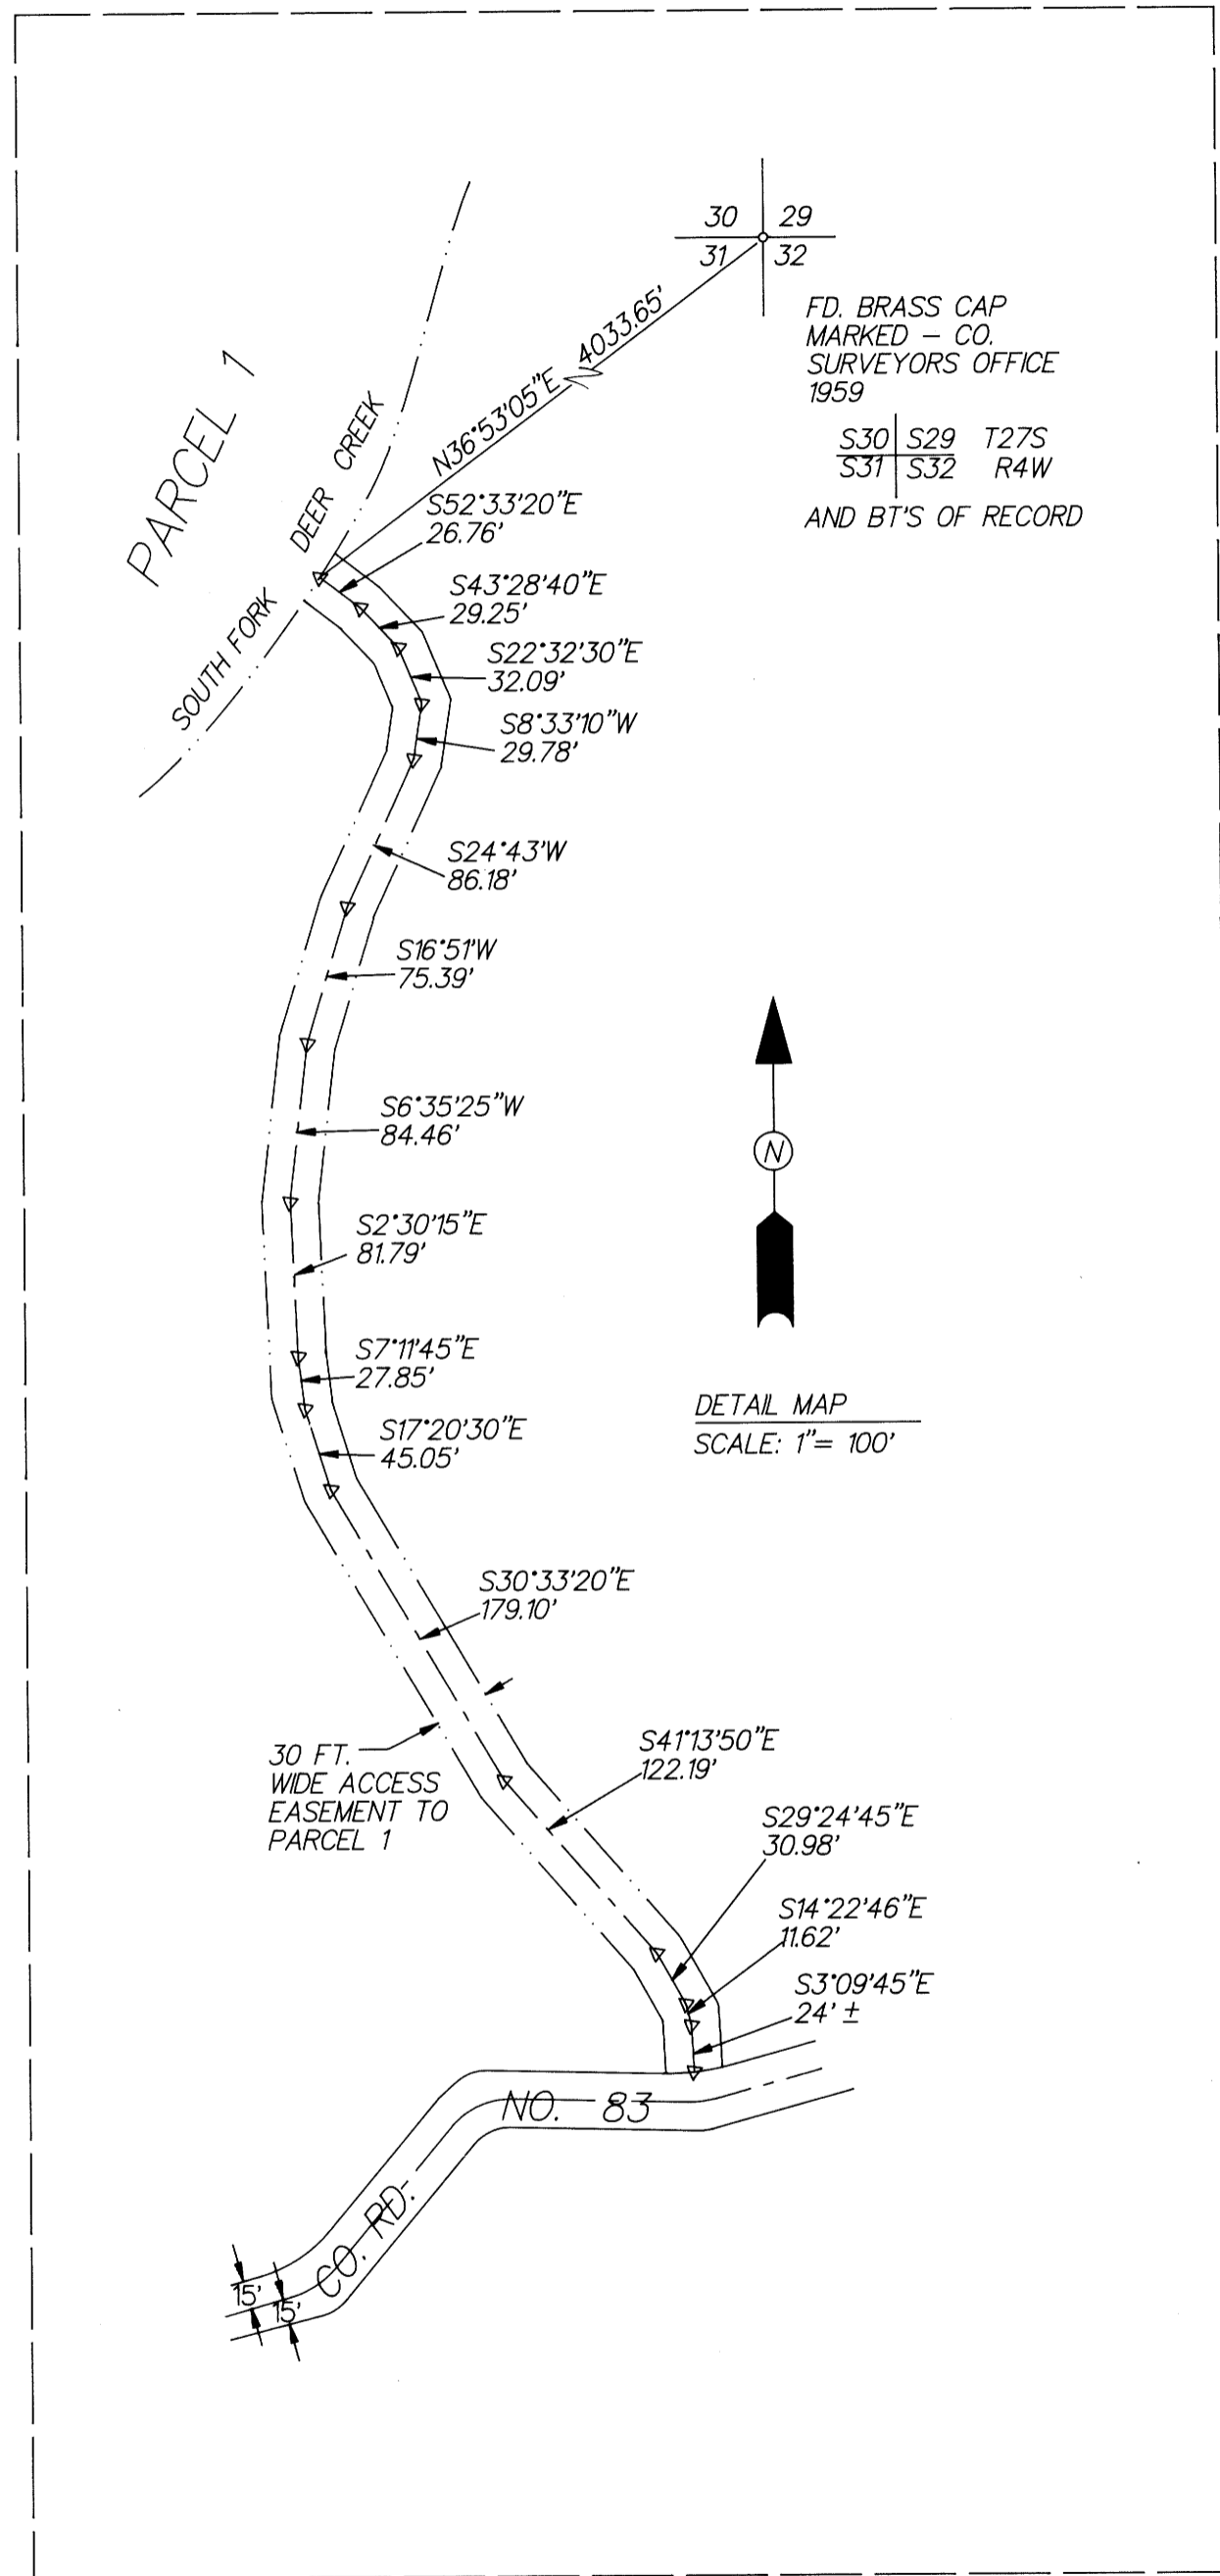 30 29
31 32
FD. BRASS CAP
MARKED – CO.
SURVEYORS OFFICE
1959
S30 S29 T27S
S31 S32 R4W
AND BT'S OF RECORD
N36°53'05"E 4033.65'
PARCEL 1
SOUTH FORK DEER CREEK
S52°33'20"E
26.76'
S43°28'40"E
29.25'
S22°32'30"E
32.09'
S8°33'10"W
29.78'
S24°43'W
86.18'
S16°51'W
75.39'
S6°35'25"W
84.46'
S2°30'15"E
81.79'
S7°11'45"E
27.85'
S17°20'30"E
45.05'
N
DETAIL MAP
SCALE: 1"= 100'
S30°33'20"E
179.10'
30 FT.
WIDE ACCESS
EASEMENT TO
PARCEL 1
S41°13'50"E
122.19'
S29°24'45"E
30.98'
S14°22'46"E
11.62'
S3°09'45"E
24' ±
CO. RD. NO. 83
15'
15'